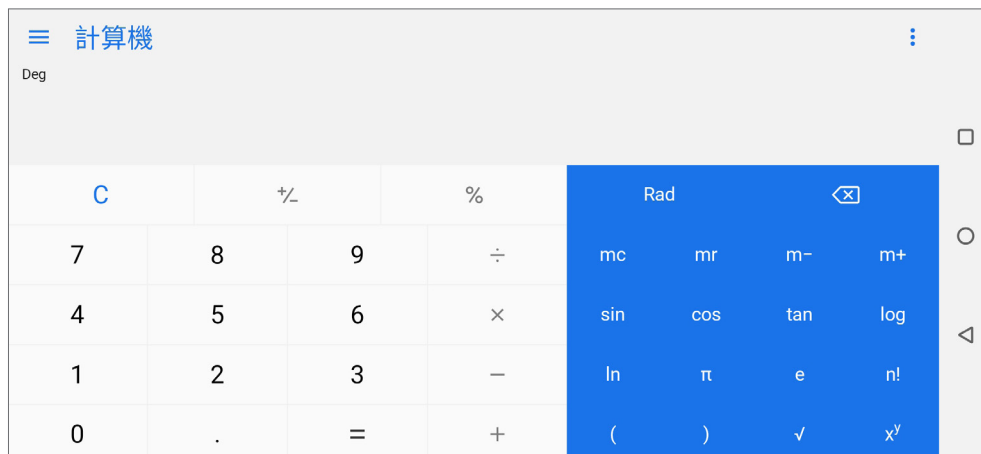 計算機
Deg
C +/− % Rad
7 8 9 ÷ mc mr m− m+
4 5 6 × sin cos tan log
1 2 3 − ln π e n!
0 . = + ( ) √ xʸ